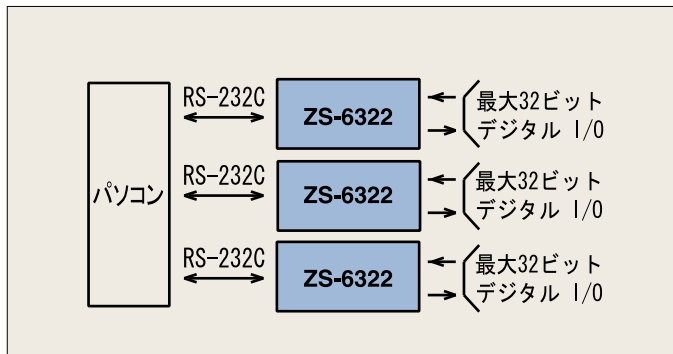 パソコン
RS-232C
ZS-6322
最大32ビット
デジタル I/O
RS-232C
ZS-6322
最大32ビット
デジタル I/O
RS-232C
ZS-6322
最大32ビット
デジタル I/O